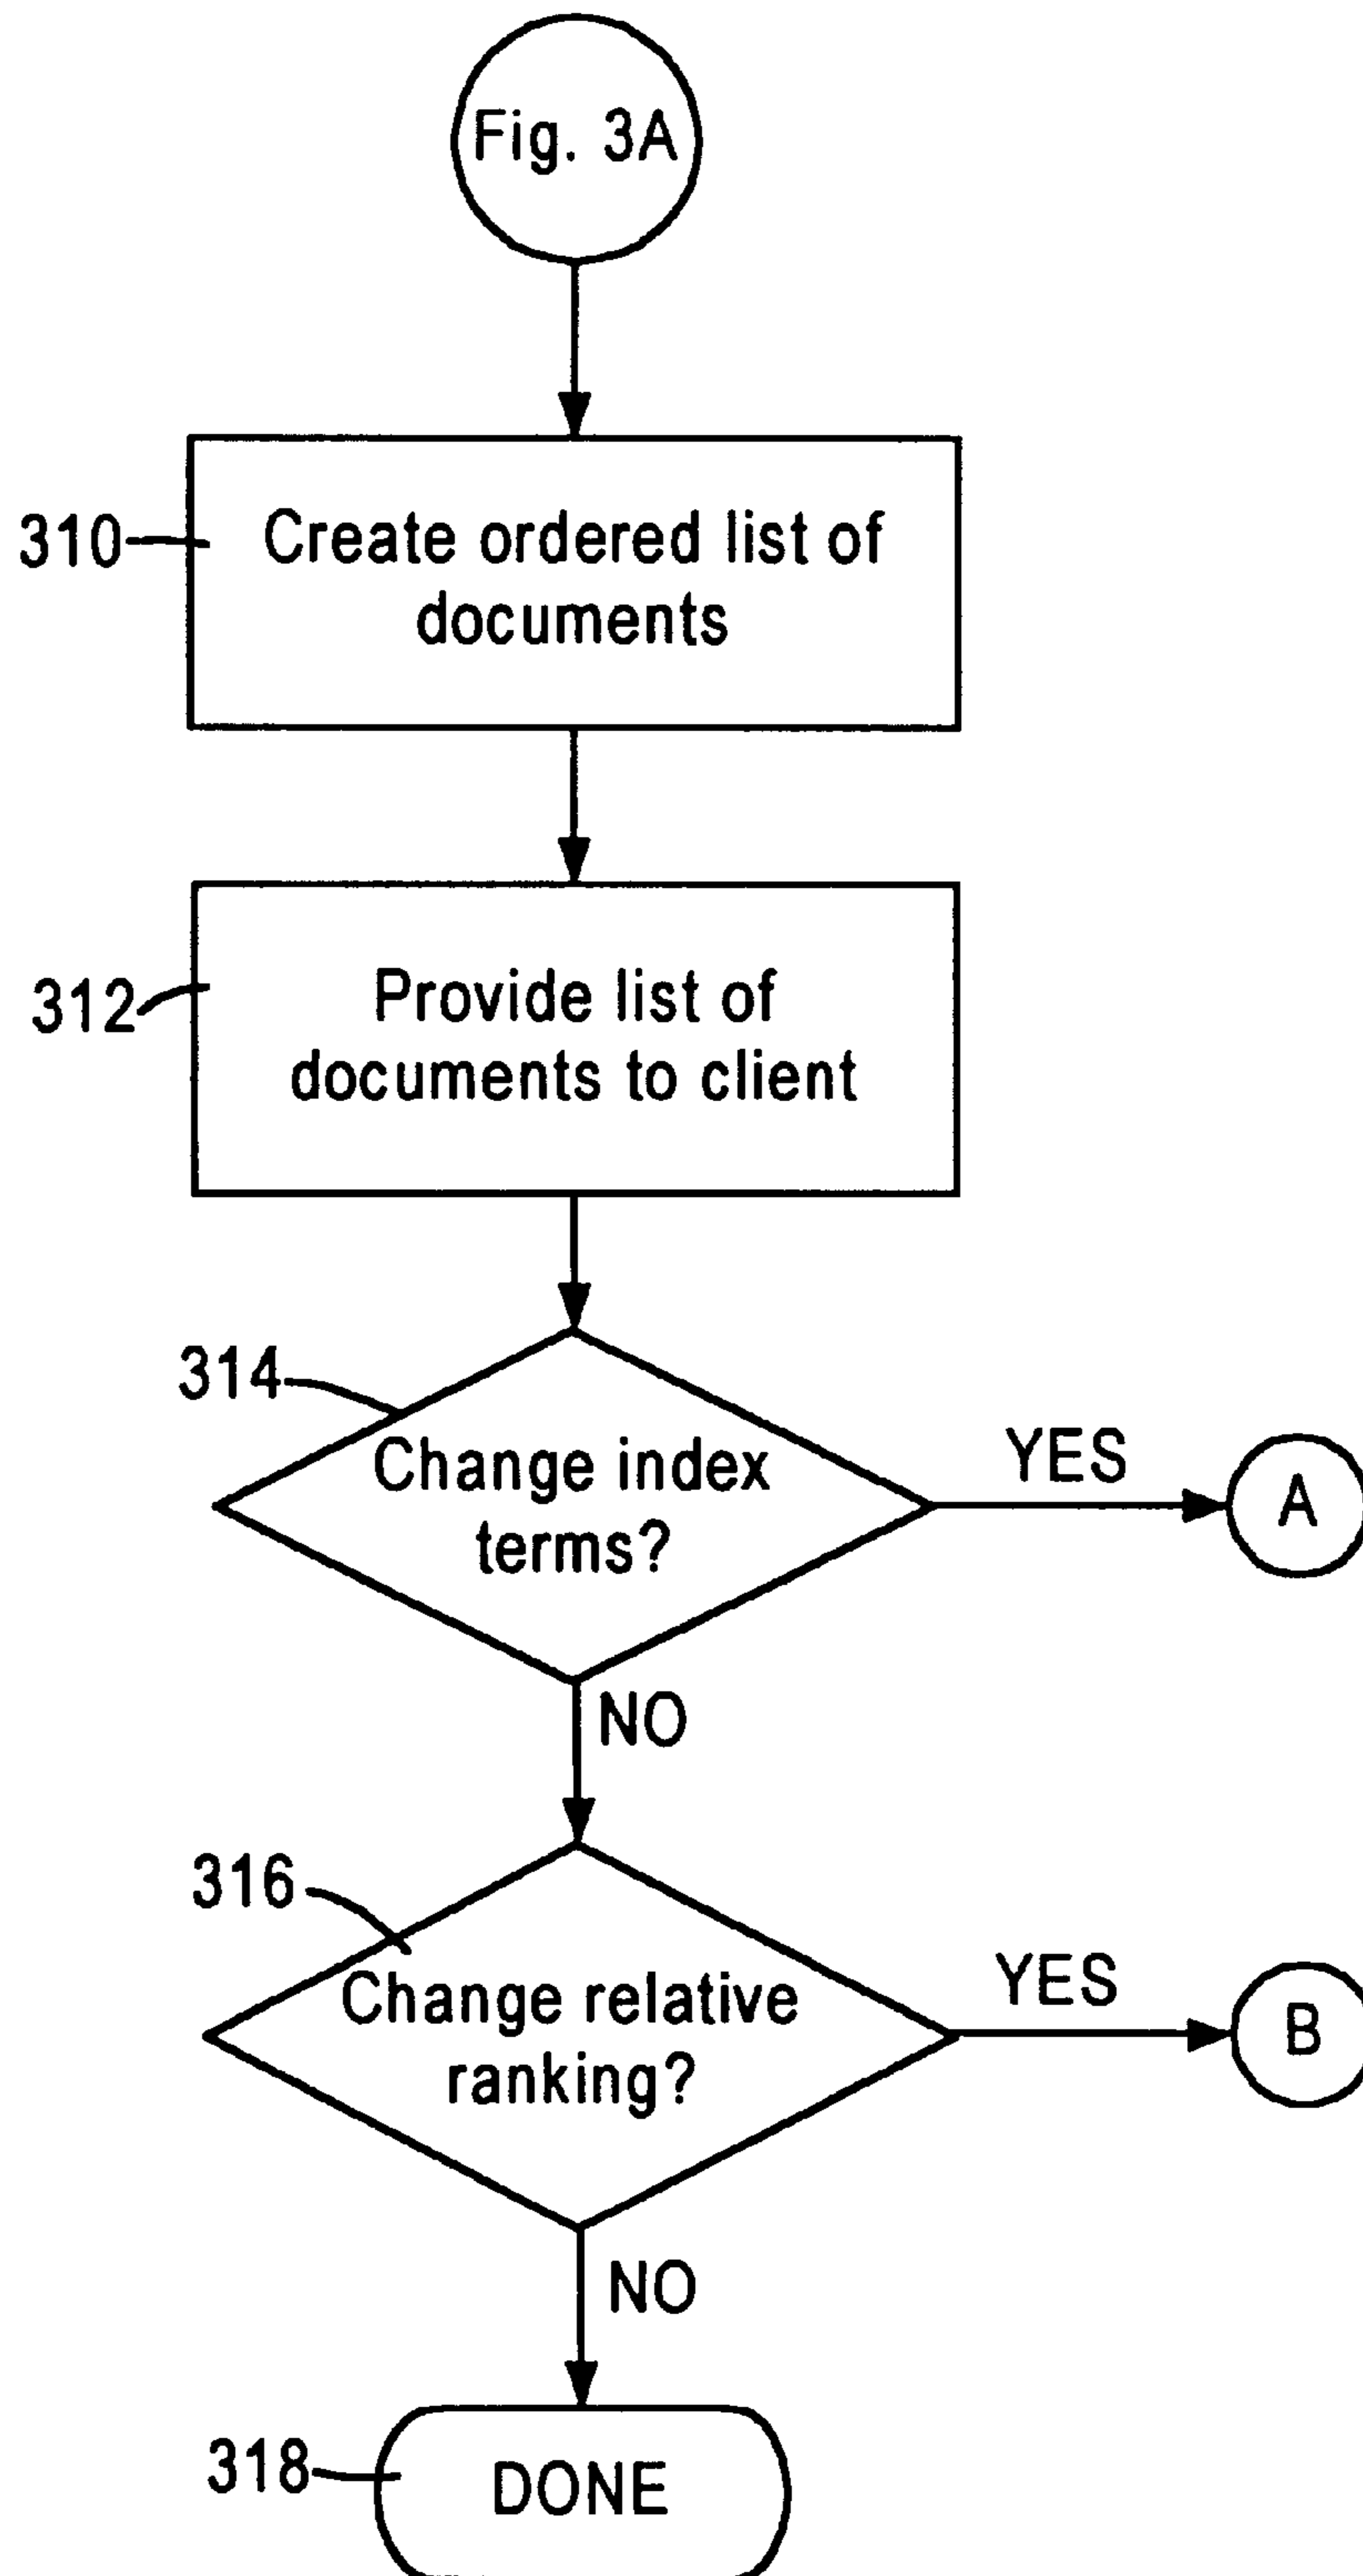 Fig. 3A
310
Create ordered list of
documents
312
Provide list of
documents to client
314
Change index
terms?
YES
A
NO
316
Change relative
ranking?
YES
B
NO
318
DONE